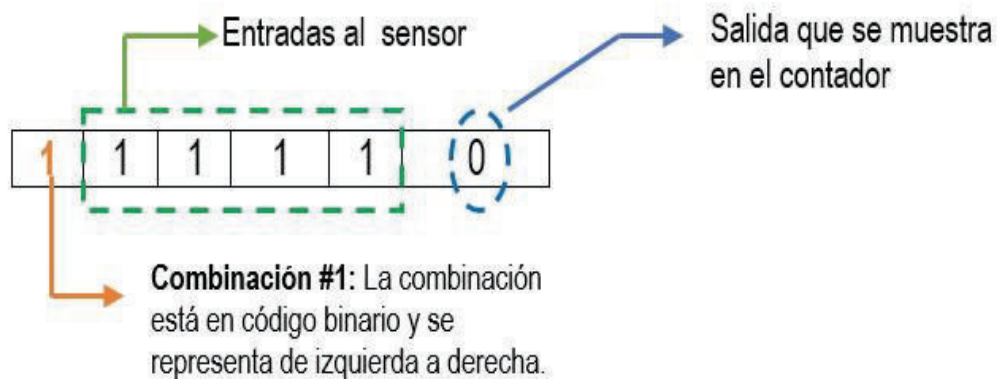 Entradas al sensor
Salida que se muestra
en el contador
1 1 1 1 1 0
Combinación #1: La combinación
está en código binario y se
representa de izquierda a derecha.